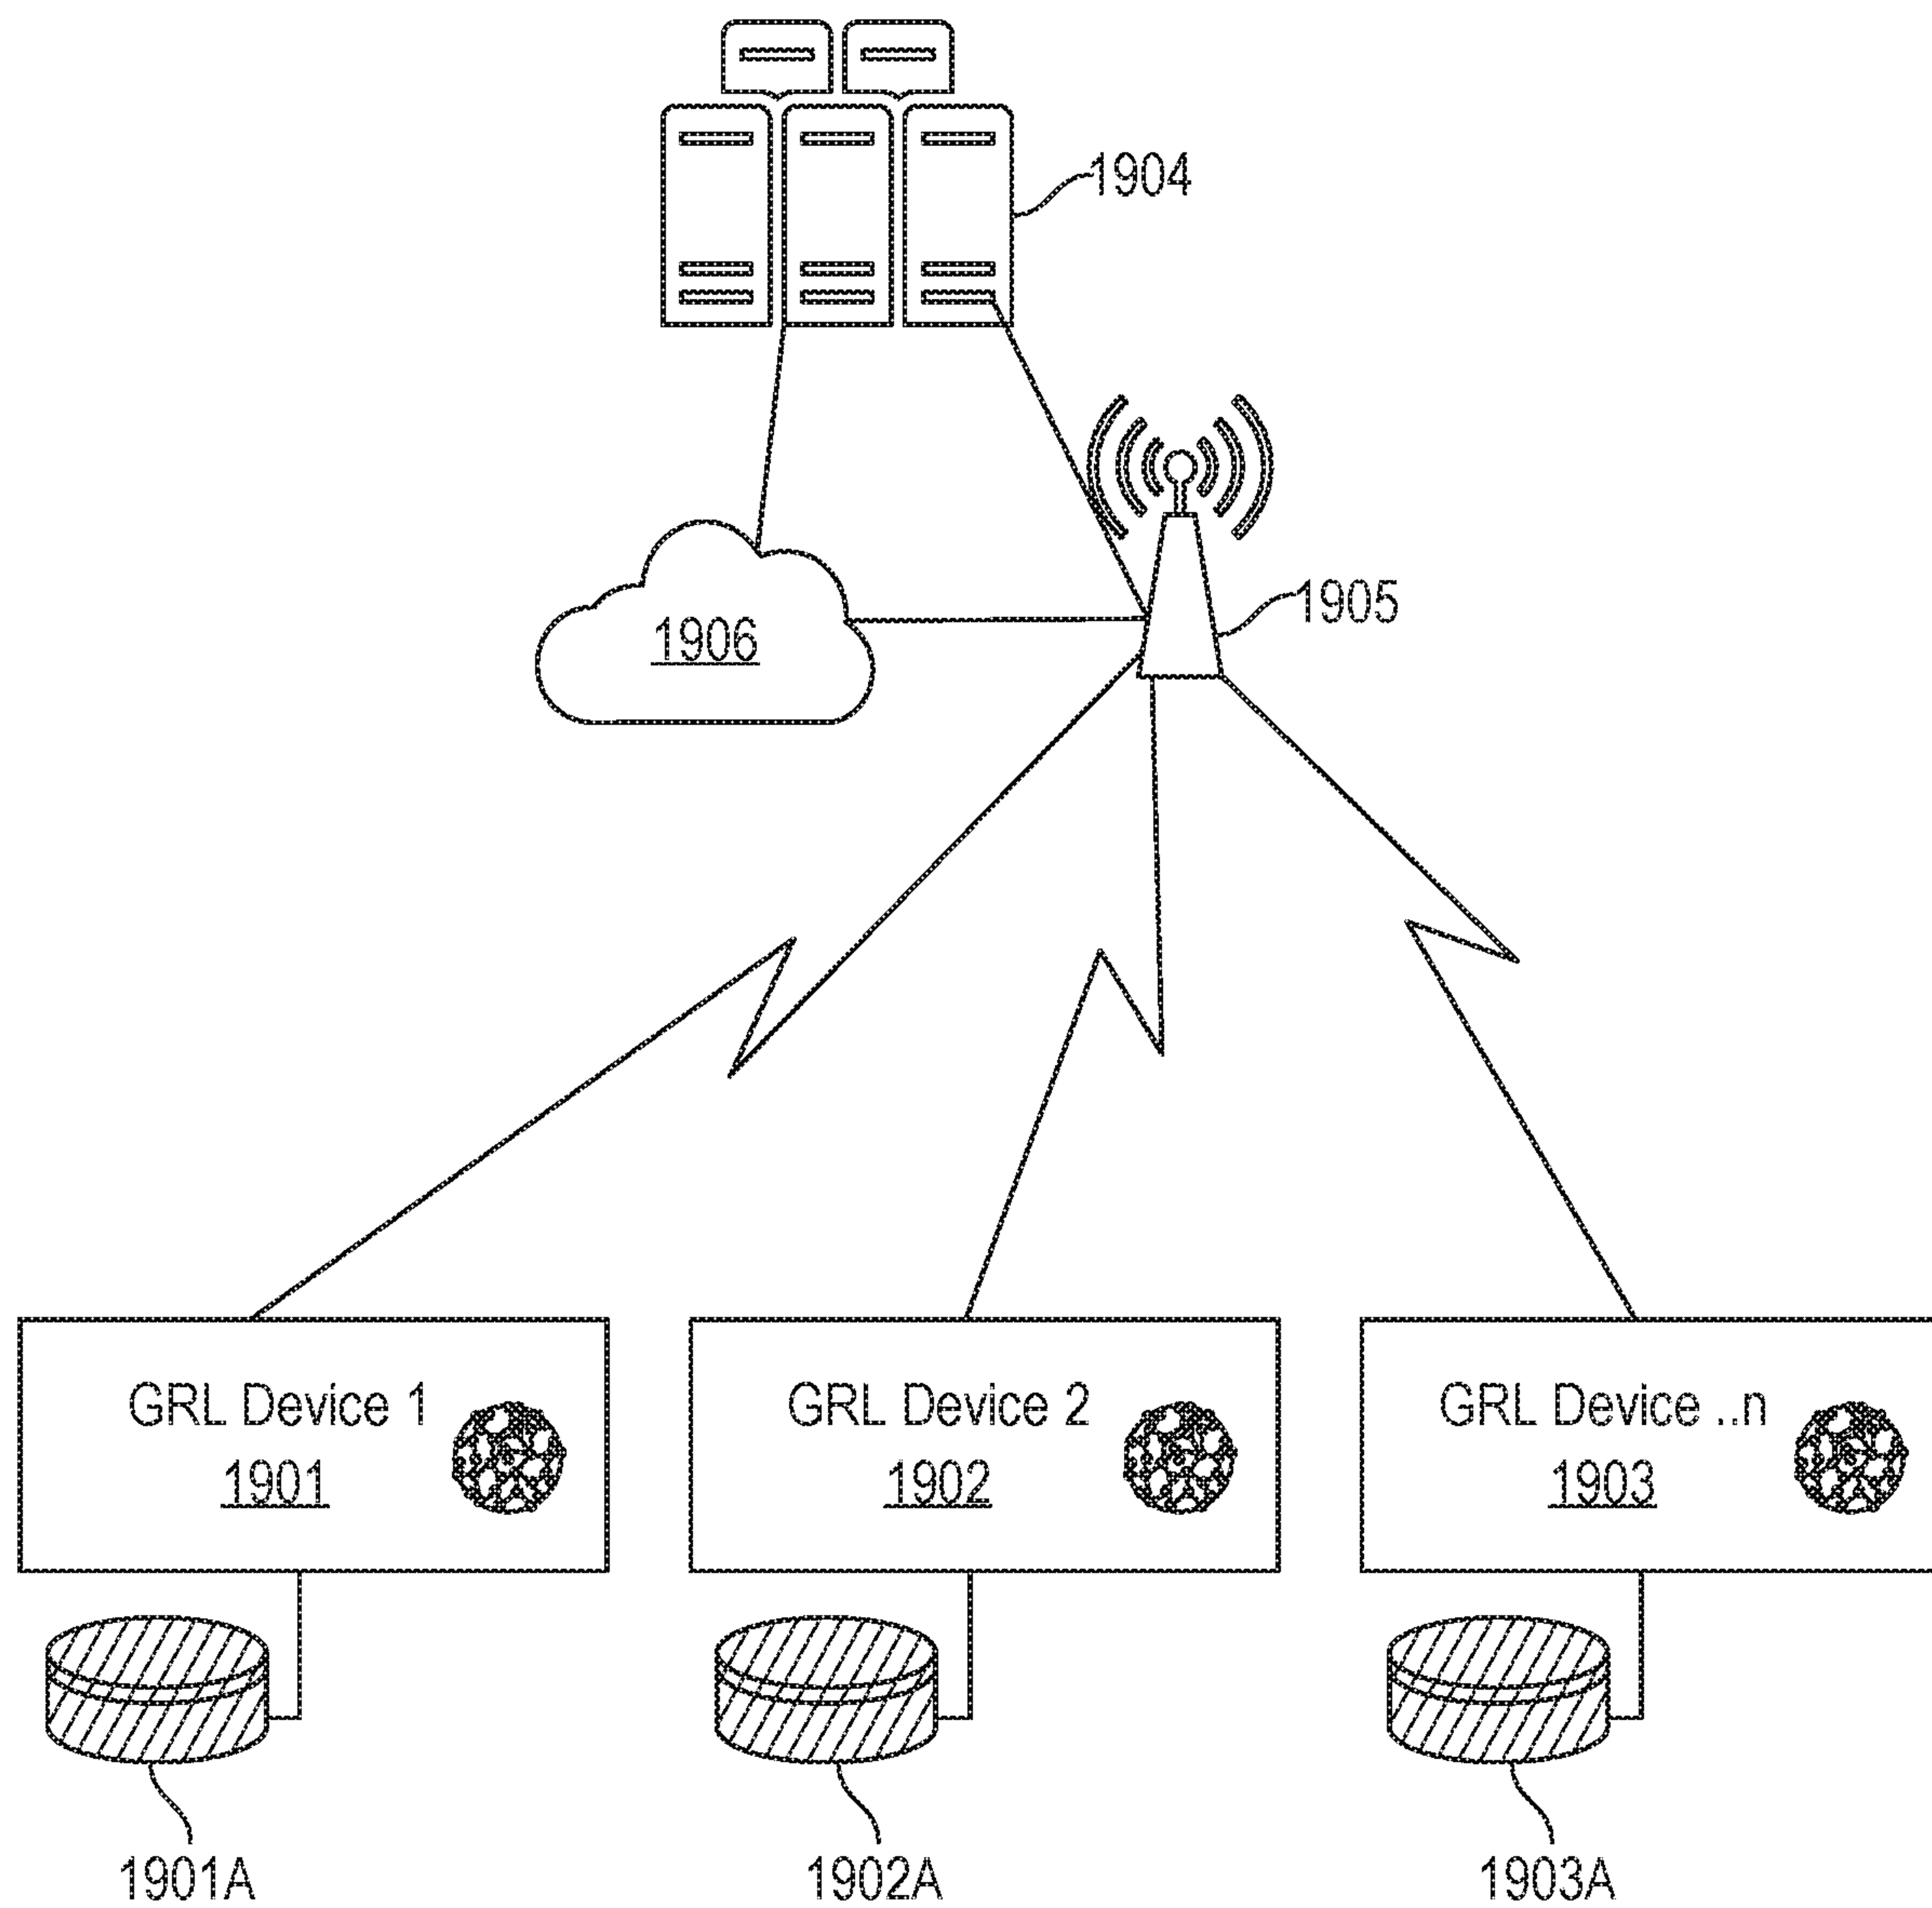 1904
1905
1906
GRL Device 1
1901
GRL Device 2
1902
GRL Device ..n
1903
1901A
1902A
1903A